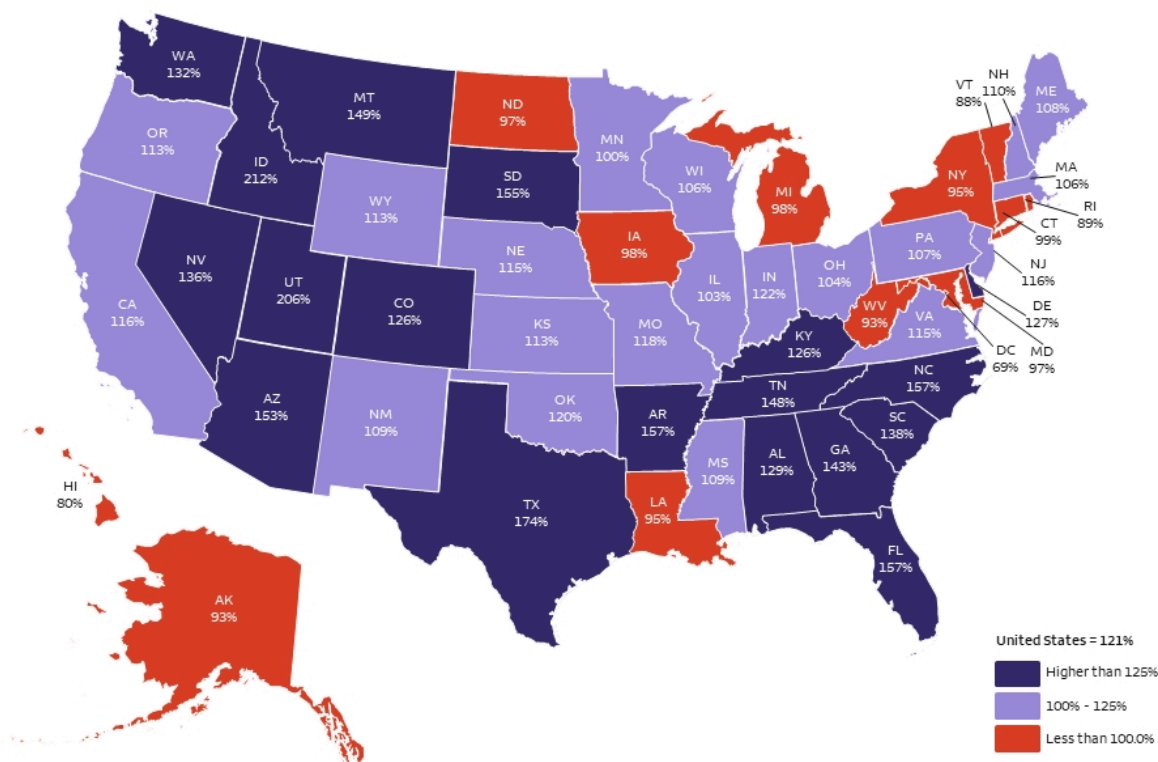 WA
132%
MT
149%
ND
97%
MN
100%
VT
88%
NH
110%
ME
108%
OR
113%
ID
212%
SD
155%
WI
106%
MI
98%
NY
95%
MA
106%
RI
89%
CT
99%
WY
113%
IA
98%
NE
115%
PA
107%
NJ
116%
NV
136%
UT
206%
CO
126%
IL
103%
IN
122%
OH
104%
WV
93%
VA
115%
DE
127%
MD
97%
DC
69%
CA
116%
KS
113%
MO
118%
KY
126%
TN
148%
NC
157%
SC
138%
AZ
153%
NM
109%
OK
120%
AR
157%
MS
109%
AL
129%
GA
143%
HI
80%
TX
174%
LA
95%
FL
157%
AK
93%
United States = 121%
Higher than 125%
100% - 125%
Less than 100.0%